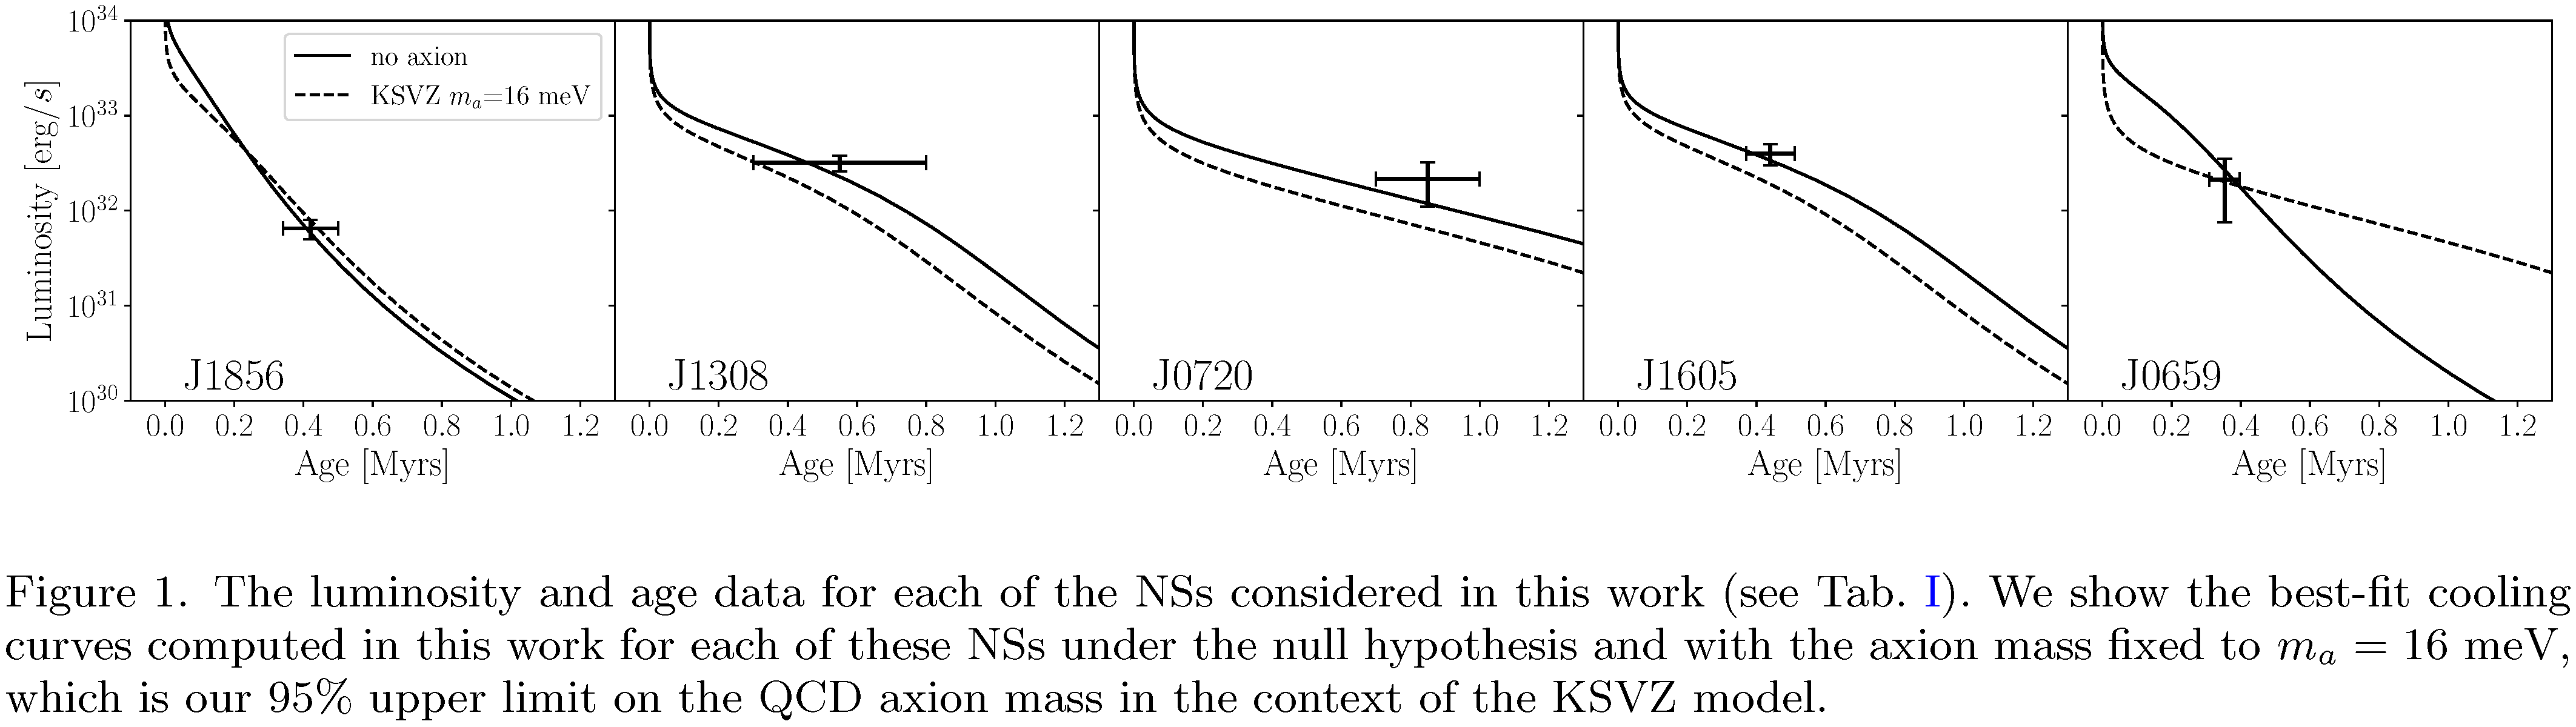 10^34
10^33
10^32
10^31
10^30
Luminosity [erg/s]
no axion
KSVZ m_a=16 meV
J1856
J1308
J0720
J1605
J0659
0.0 0.2 0.4 0.6 0.8 1.0 1.2
0.0 0.2 0.4 0.6 0.8 1.0 1.2
0.0 0.2 0.4 0.6 0.8 1.0 1.2
0.0 0.2 0.4 0.6 0.8 1.0 1.2
0.0 0.2 0.4 0.6 0.8 1.0 1.2
Age [Myrs]
Age [Myrs]
Age [Myrs]
Age [Myrs]
Age [Myrs]
Figure 1. The luminosity and age data for each of the NSs considered in this work (see Tab. I). We show the best-fit cooling
curves computed in this work for each of these NSs under the null hypothesis and with the axion mass fixed to m_a = 16 meV,
which is our 95% upper limit on the QCD axion mass in the context of the KSVZ model.